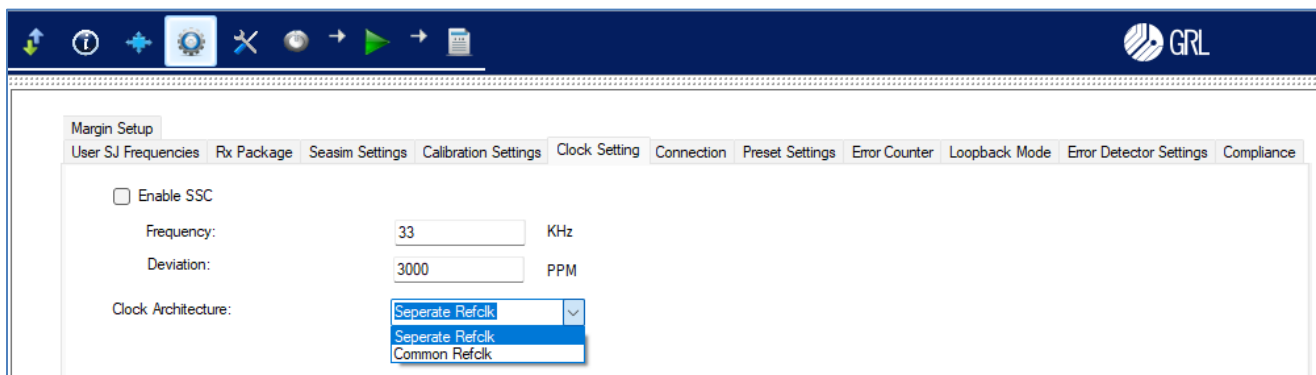 GRL
Margin Setup
User SJ Frequencies Rx Package Seasim Settings Calibration Settings Clock Setting Connection Preset Settings Error Counter Loopback Mode Error Detector Settings Compliance
Enable SSC
Frequency: 33 KHz
Deviation: 3000 PPM
Clock Architecture: Seperate Refclk
Seperate Refclk
Common Refclk